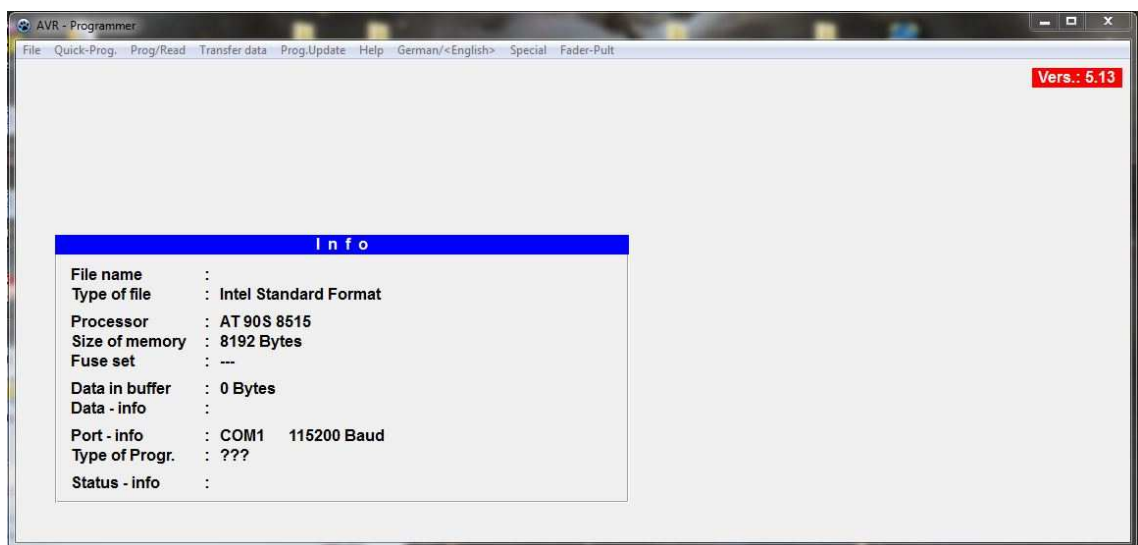 AVR - Programmer
File Quick-Prog. Prog/Read Transfer data Prog.Update Help German/<English> Special Fader-Pult
Vers.: 5.13
Info
File name :
Type of file : Intel Standard Format
Processor : AT 90S 8515
Size of memory : 8192 Bytes
Fuse set : ---
Data in buffer : 0 Bytes
Data - info :
Port - info : COM1 115200 Baud
Type of Progr. : ???
Status - info :